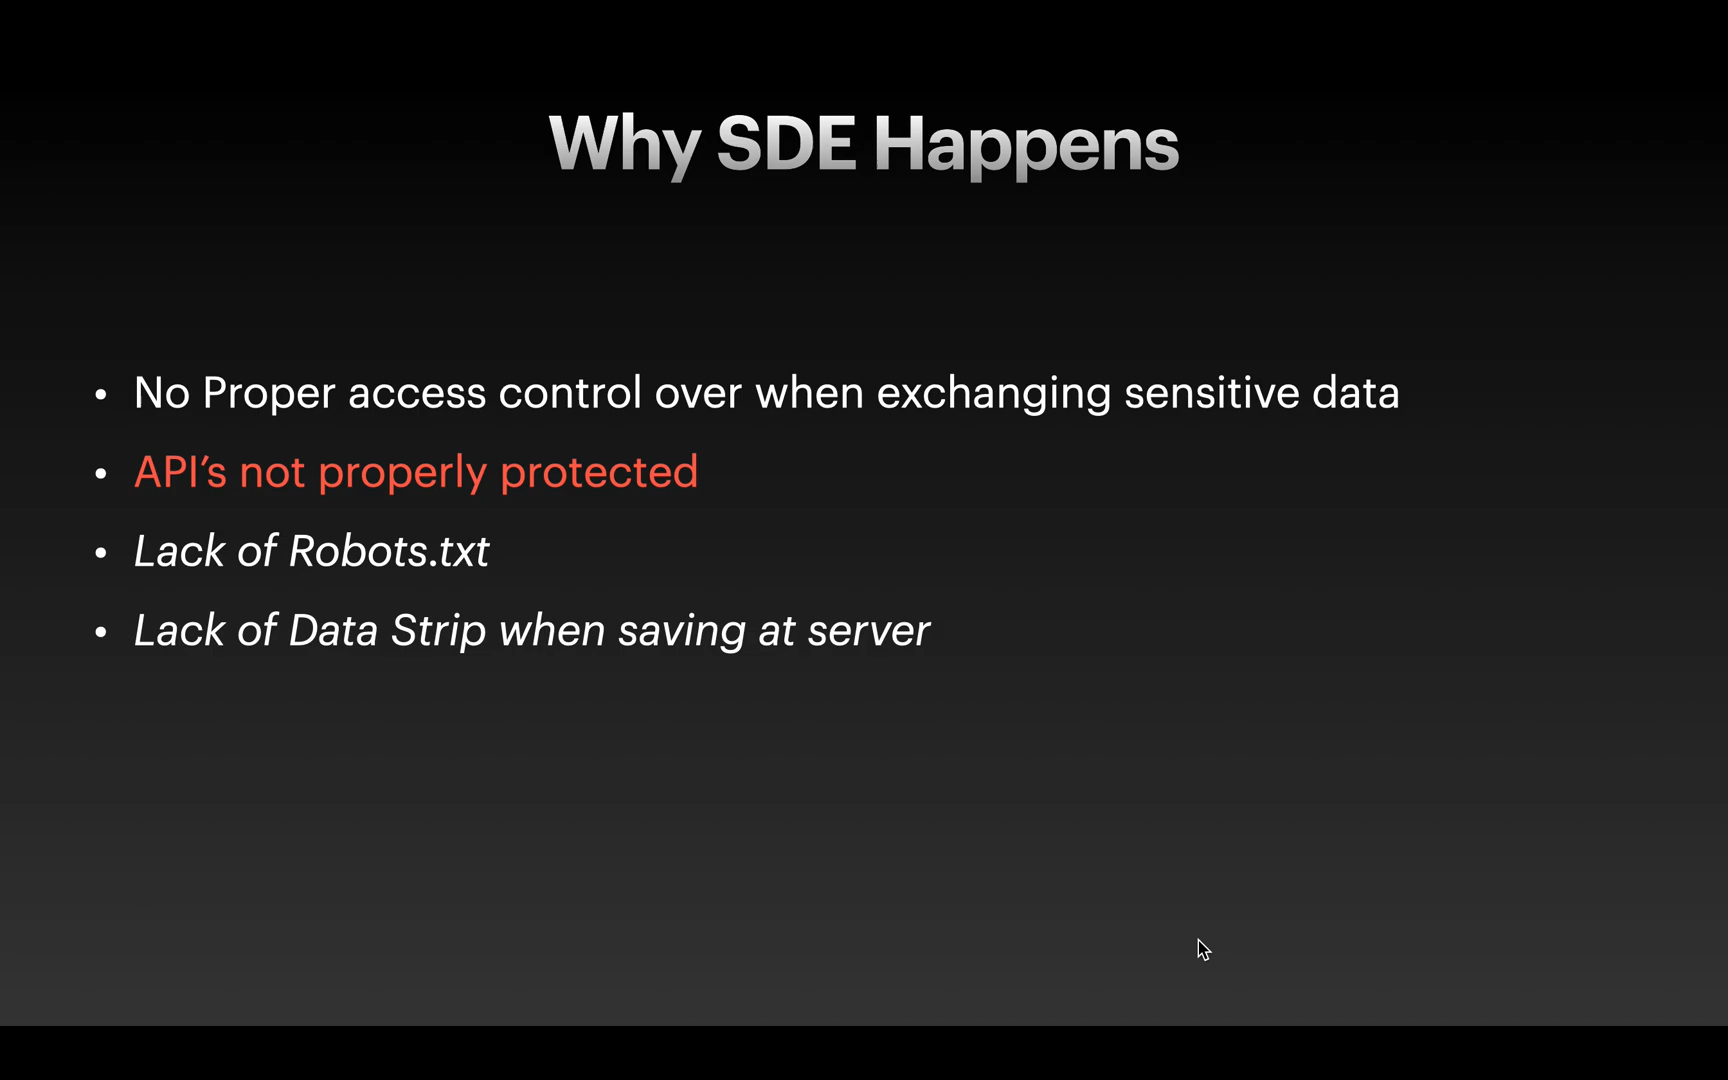 Why SDE Happens
• No Proper access control over when exchanging sensitive data
• API’s not properly protected
• Lack of Robots.txt
• Lack of Data Strip when saving at server